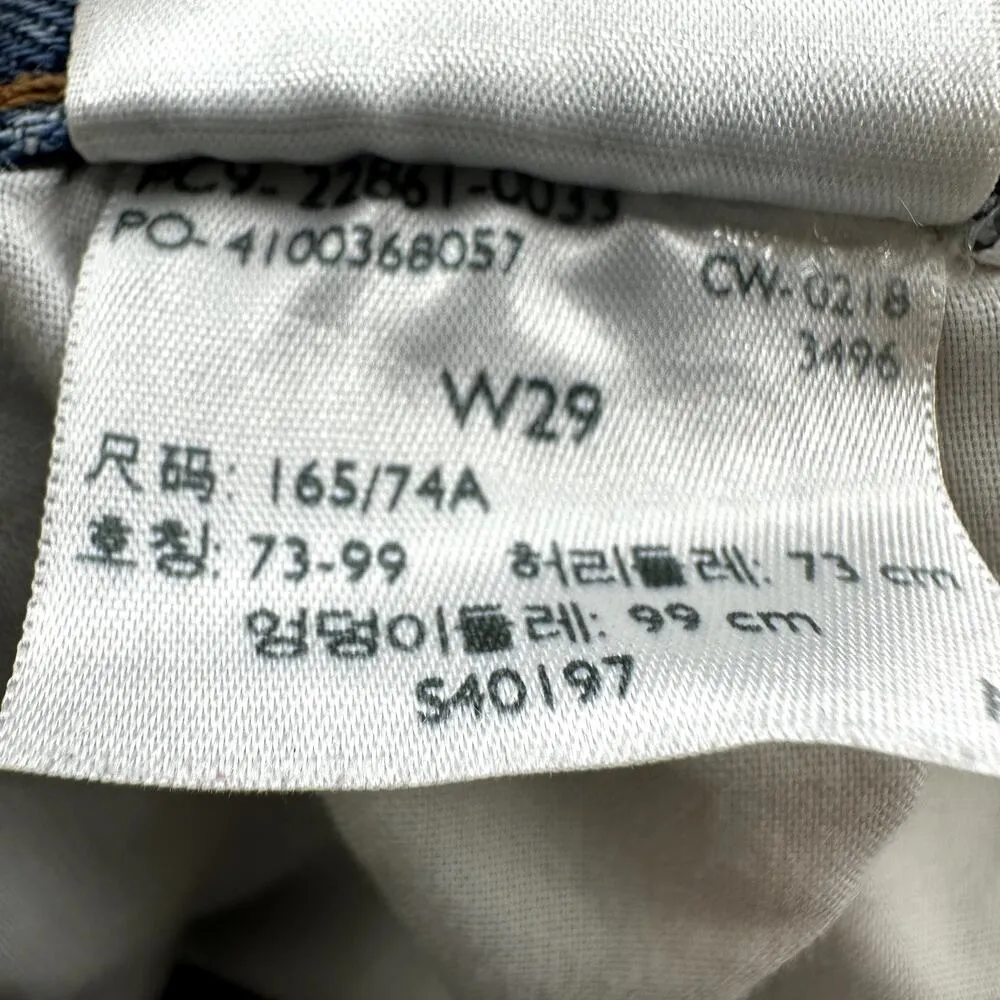 PC9-22861-0033
PO-4100368057
CW-0218
3496
W29
尺码: 165/74A
호칭: 73-99 허리둘레: 73 cm
엉덩이둘레: 99 cm
S40197